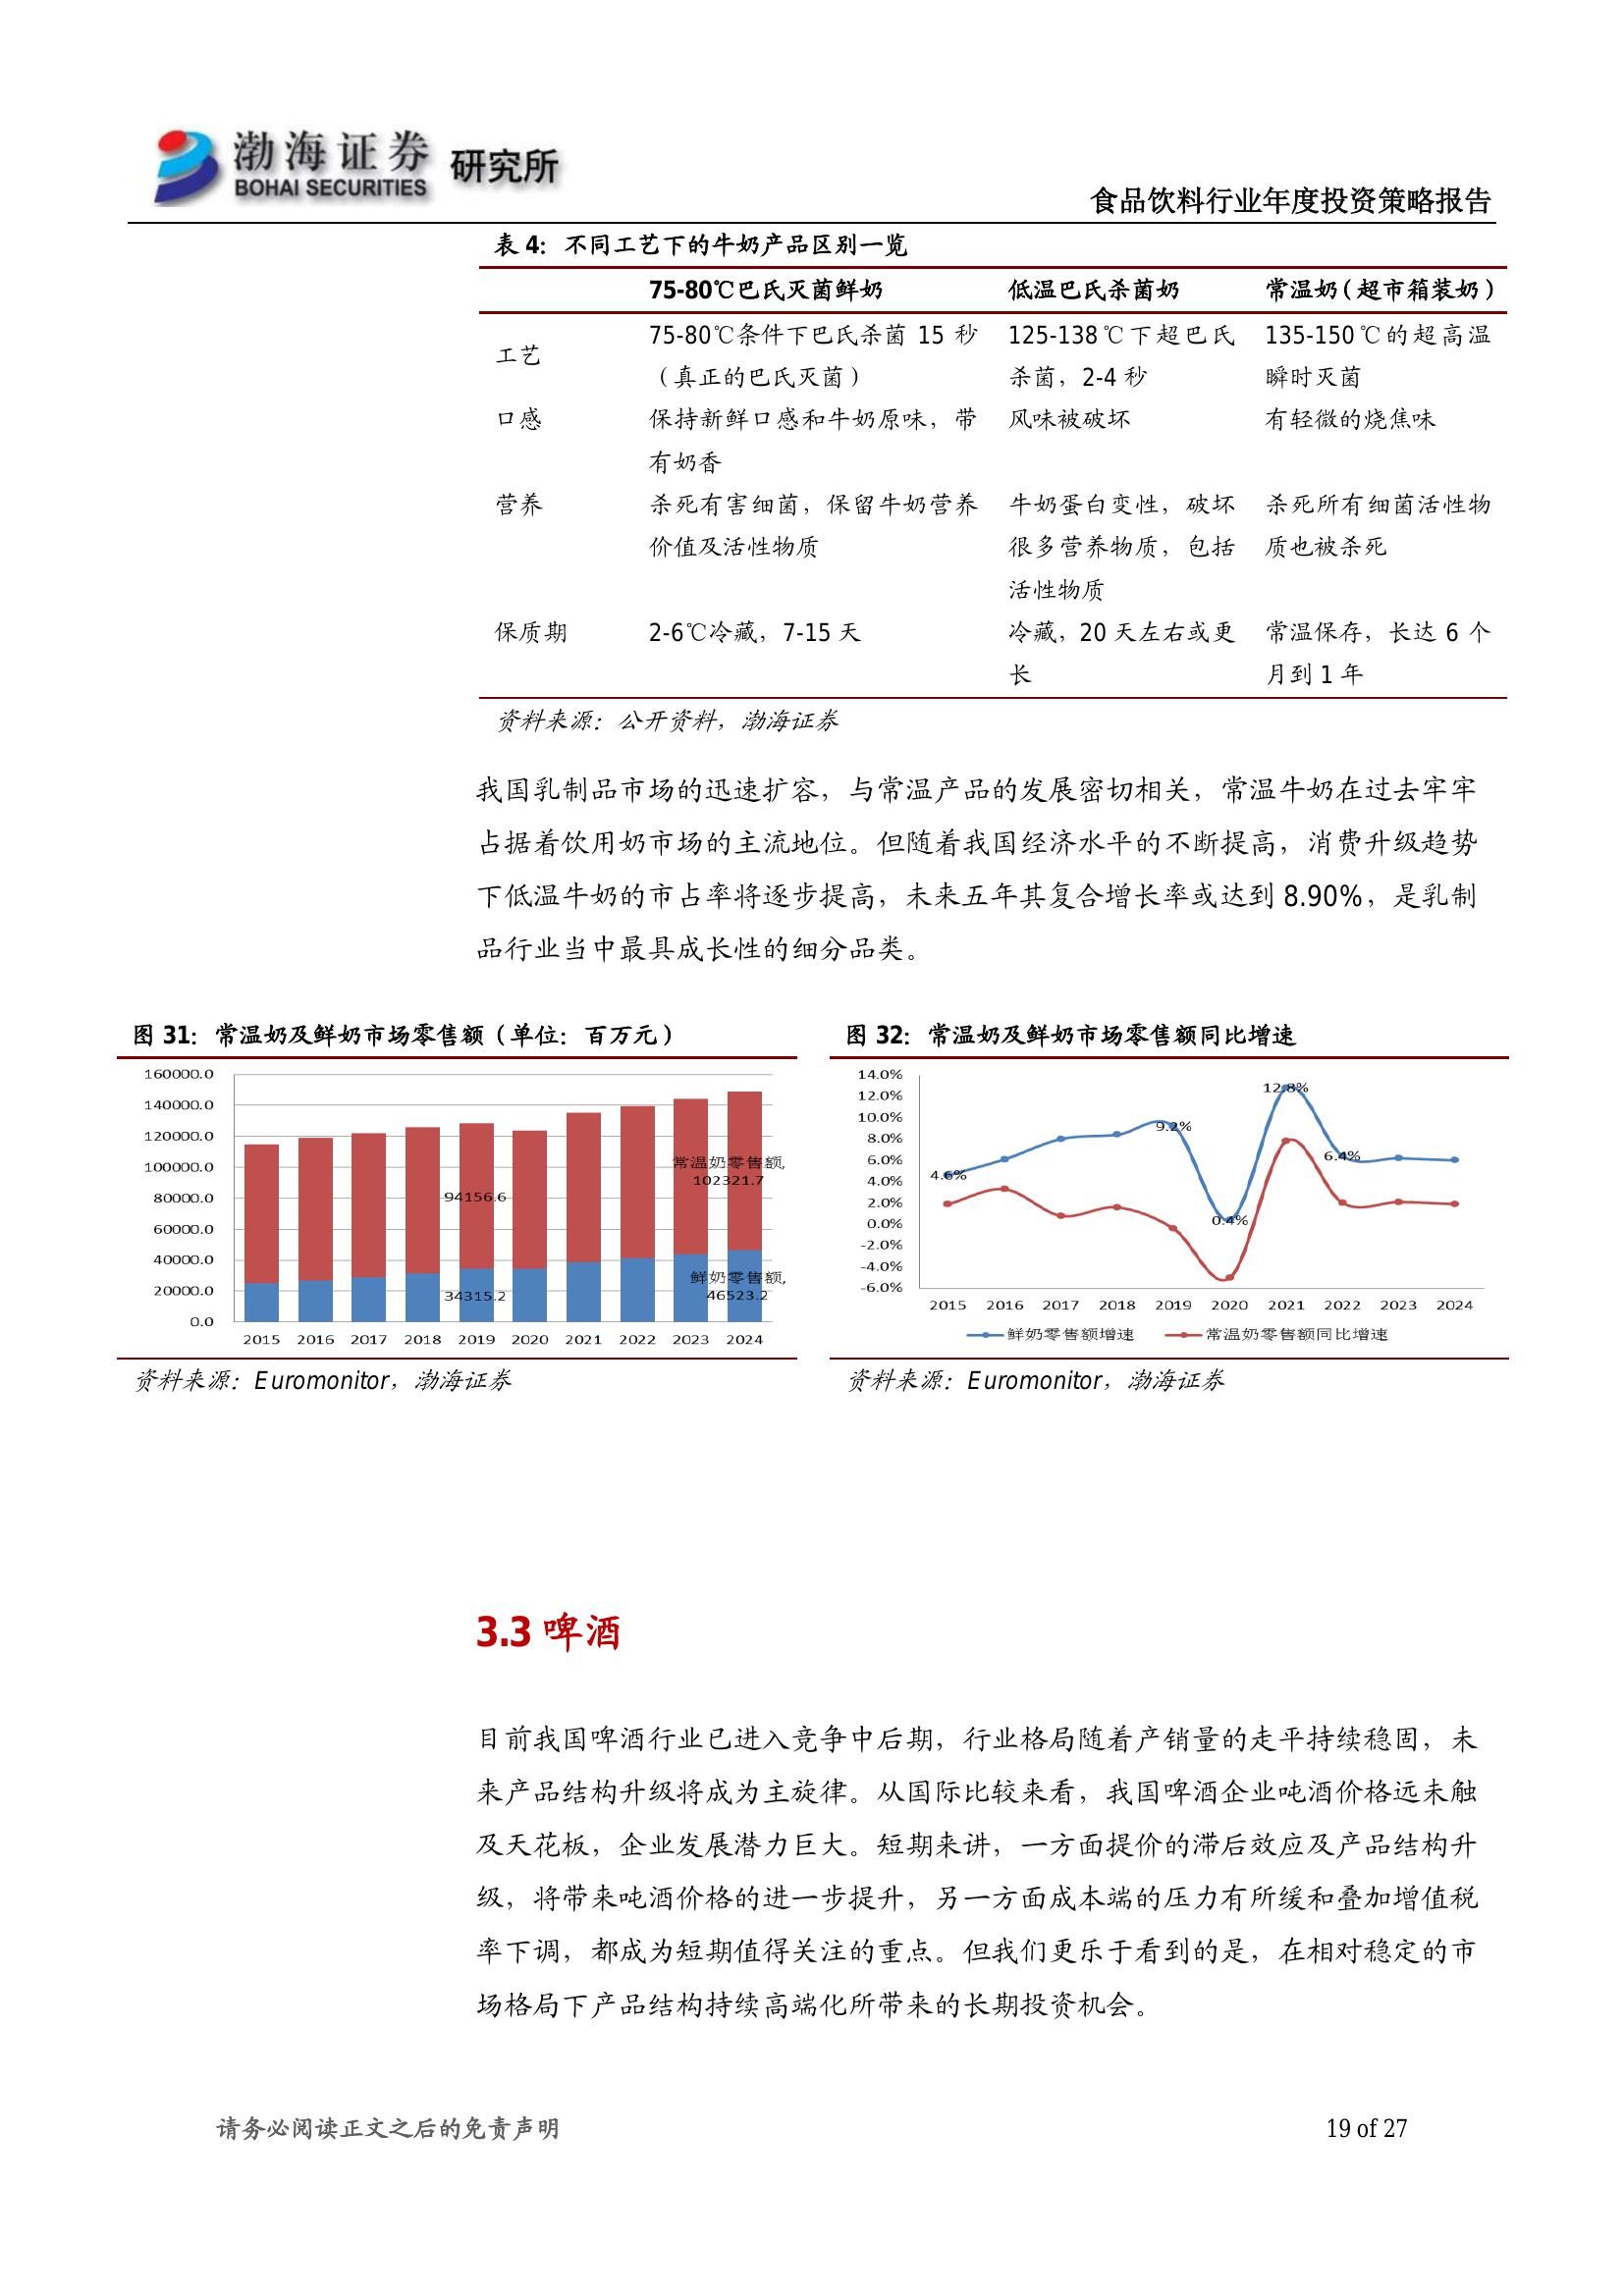 渤海证券 研究所
BOHAI SECURITIES
食品饮料行业年度投资策略报告
表 4：不同工艺下的牛奶产品区别一览
75-80℃巴氏灭菌鲜奶 低温巴氏杀菌奶 常温奶（超市箱装奶）
工艺 75-80℃条件下巴氏杀菌 15 秒 125-138℃下超巴氏 135-150℃的超高温
（真正的巴氏灭菌） 杀菌，2-4 秒 瞬时灭菌
口感 保持新鲜口感和牛奶原味，带 风味被破坏 有轻微的烧焦味
有奶香
营养 杀死有害细菌，保留牛奶营养 牛奶蛋白变性，破坏 杀死所有细菌活性物
价值及活性物质 很多营养物质，包括 质也被杀死
活性物质
保质期 2-6℃冷藏，7-15 天 冷藏，20 天左右或更 常温保存，长达 6 个
长 月到 1 年
资料来源：公开资料，渤海证券
我国乳制品市场的迅速扩容，与常温产品的发展密切相关，常温牛奶在过去牢牢
占据着饮用奶市场的主流地位。但随着我国经济水平的不断提高，消费升级趋势
下低温牛奶的市占率将逐步提高，未来五年其复合增长率或达到 8.90%，是乳制
品行业当中最具成长性的细分品类。
图 31：常温奶及鲜奶市场零售额（单位：百万元）
160000.0
140000.0
120000.0
100000.0
80000.0
60000.0
40000.0
20000.0
0.0
常温奶零售额,
102321.7
94156.6
鲜奶零售额,
46523.2
34315.2
2015 2016 2017 2018 2019 2020 2021 2022 2023 2024
资料来源：Euromonitor，渤海证券
图 32：常温奶及鲜奶市场零售额同比增速
14.0%
12.0%
10.0%
8.0%
6.0%
4.0%
2.0%
0.0%
-2.0%
-4.0%
-6.0%
4.6%
9.2%
0.4%
12.8%
6.4%
2015 2016 2017 2018 2019 2020 2021 2022 2023 2024
鲜奶零售额增速 常温奶零售额同比增速
资料来源：Euromonitor，渤海证券
3.3 啤酒
目前我国啤酒行业已进入竞争中后期，行业格局随着产销量的走平持续稳固，未
来产品结构升级将成为主旋律。从国际比较来看，我国啤酒企业吨酒价格远未触
及天花板，企业发展潜力巨大。短期来讲，一方面提价的滞后效应及产品结构升
级，将带来吨酒价格的进一步提升，另一方面成本端的压力有所缓和叠加增值税
率下调，都成为短期值得关注的重点。但我们更乐于看到的是，在相对稳定的市
场格局下产品结构持续高端化所带来的长期投资机会。
请务必阅读正文之后的免责声明 19 of 27